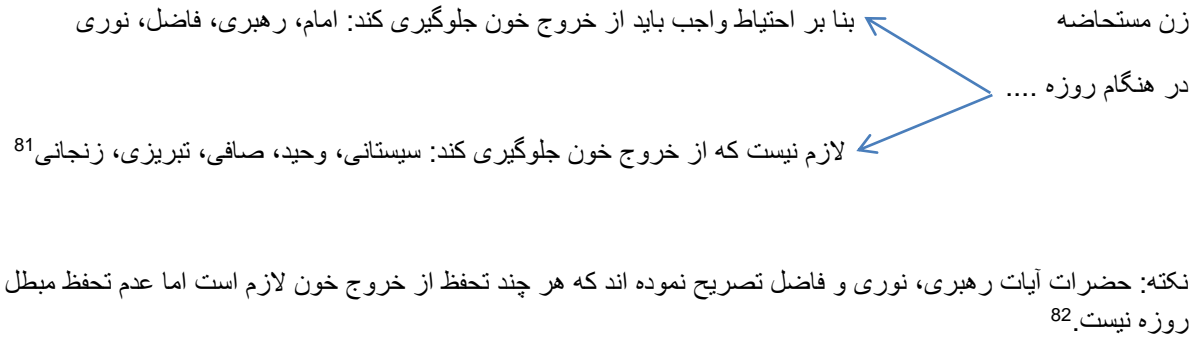 زن مستحاضه بنا بر احتیاط واجب باید از خروج خون جلوگیری کند: امام، رهبری، فاضل، نوری
در هنگام روزه ....
لازم نیست که از خروج خون جلوگیری کند: سیستانی، وحید، صافی، تبریزی، زنجانی81
نکته: حضرات آیات رهبری، نوری و فاضل تصریح نموده اند که هر چند تحفظ از خروج خون لازم است اما عدم تحفظ مبطل
روزه نیست.82